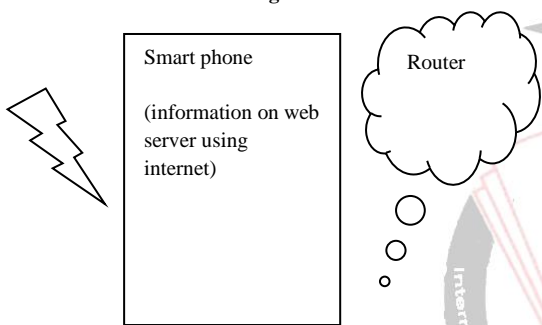 Smart phone
(information on web
server using
internet)
Router